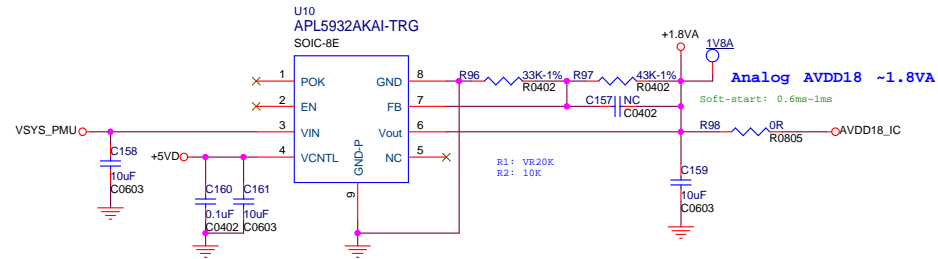 U10
APL5932AKAI-TRG
SOIC-8E
+1.8VA
1V8A
1
POK
GND
8
R96
33K-1%
R0402
R97
43K-1%
R0402
Analog AVDD18 ~1.8VA
2
EN
FB
7
C157
NC
C0402
Soft-start: 0.6ms~1ms
VSYS_PMU
3
VIN
Vout
6
R98
0R
R0805
AVDD18_IC
C158
10uF
C0603
+5VD
4
VCNTL
NC
5
GND-P
9
R1: VR20K
R2: 10K
C160
0.1uF
C0402
C161
10uF
C0603
C159
10uF
C0603